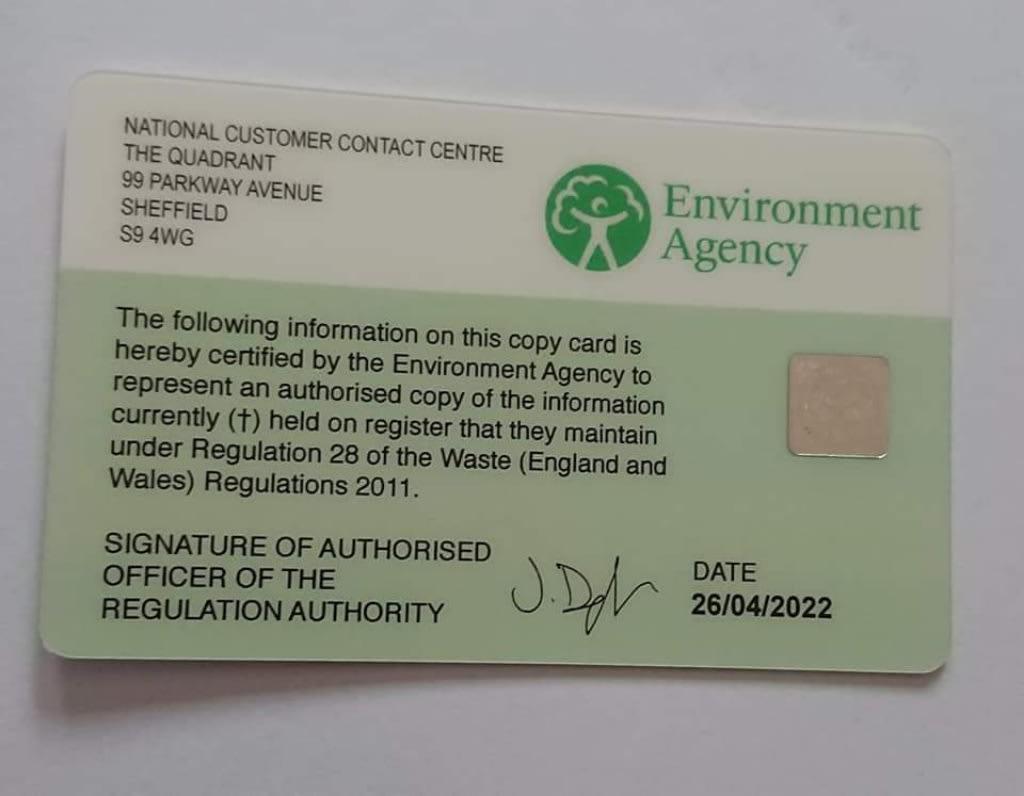 NATIONAL CUSTOMER CONTACT CENTRE
THE QUADRANT
99 PARKWAY AVENUE
SHEFFIELD
S9 4WG
Environment
Agency
The following information on this copy card is
hereby certified by the Environment Agency to
represent an authorised copy of the information
currently (†) held on register that they maintain
under Regulation 28 of the Waste (England and
Wales) Regulations 2011.
SIGNATURE OF AUTHORISED
OFFICER OF THE
REGULATION AUTHORITY
DATE
26/04/2022